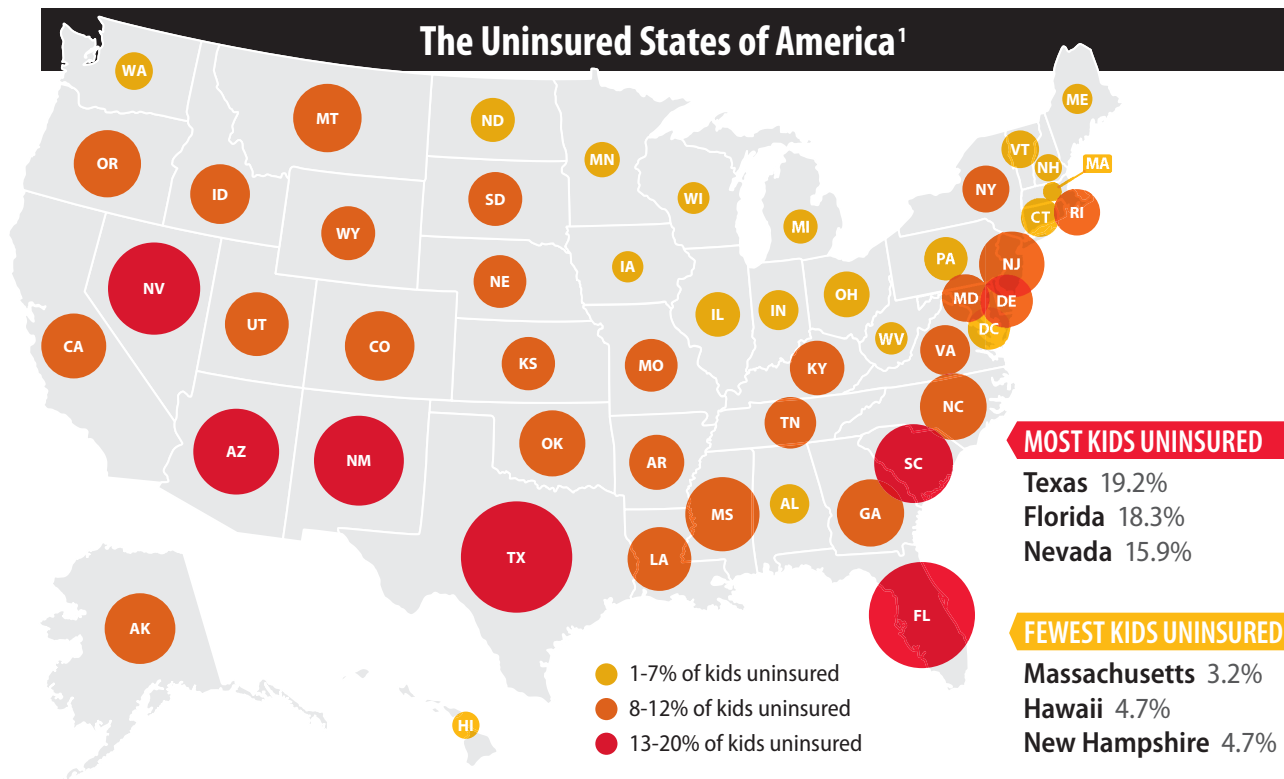 The Uninsured States of America¹
WA
MT
ND
MN
ME
VT
NH
MA
OR
ID
SD
WI
NY
CT
RI
WY
MI
NV
NE
IA
PA
NJ
UT
OH
MD
DE
CA
CO
IL
IN
WV
DC
KS
MO
KY
VA
AZ
NM
OK
AR
TN
NC
SC
TX
LA
MS
AL
GA
FL
AK
HI
MOST KIDS UNINSURED
Texas 19.2%
Florida 18.3%
Nevada 15.9%
FEWEST KIDS UNINSURED
Massachusetts 3.2%
Hawaii 4.7%
New Hampshire 4.7%
1-7% of kids uninsured
8-12% of kids uninsured
13-20% of kids uninsured